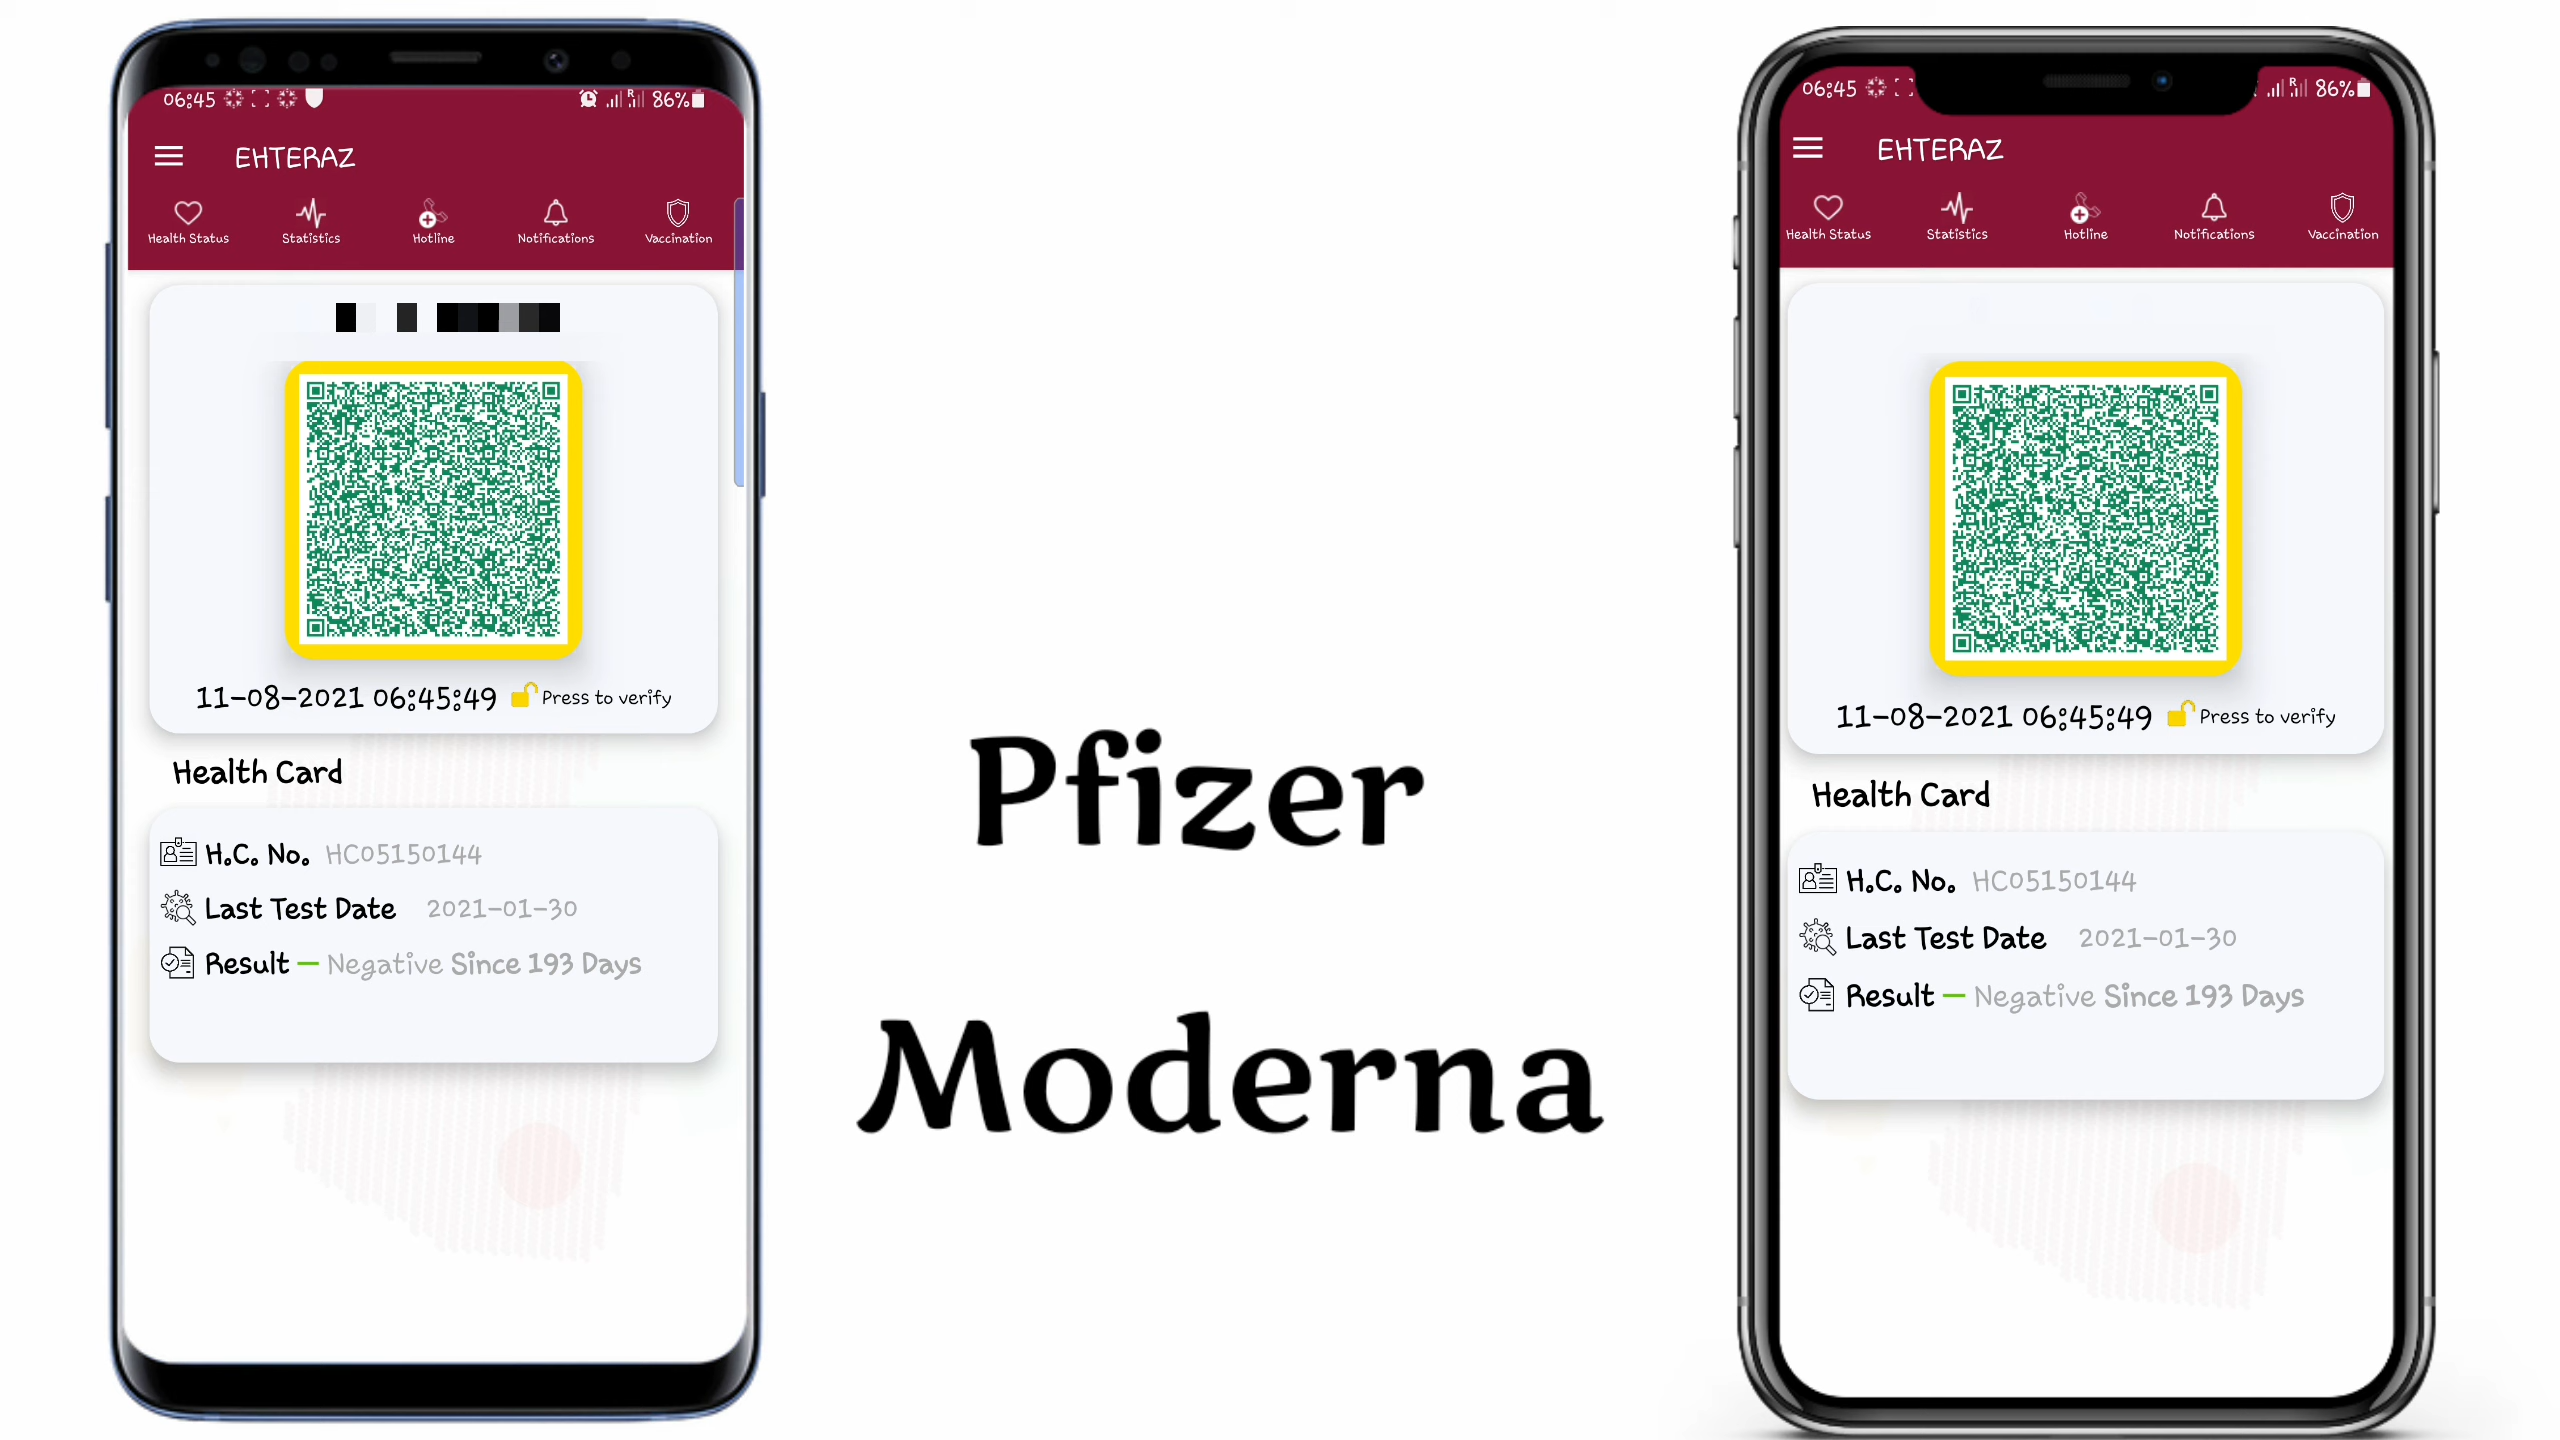 06:45
86%
EHTERAZ
Health Status
Statistics
Hotline
Notifications
Vaccination
11-08-2021 06:45:49
Press to verify
Health Card
H.C. No. HC05150144
Last Test Date 2021-01-30
Result – Negative Since 193 Days
Pfizer
Moderna
06:45
R
86%
EHTERAZ
Health Status
Statistics
Hotline
Notifications
Vaccination
11-08-2021 06:45:49
Press to verify
Health Card
H.C. No. HC05150144
Last Test Date 2021-01-30
Result – Negative Since 193 Days